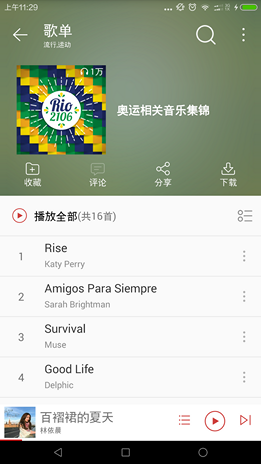 上午11:29
歌单
流行,运动
1万
Rio
2106
奥运相关音乐集锦
收藏
评论
分享
下载
播放全部(共16首)
1
Rise
Katy Perry
2
Amigos Para Siempre
Sarah Brightman
3
Survival
Muse
4
Good Life
Delphic
百褶裙的夏天
林依晨